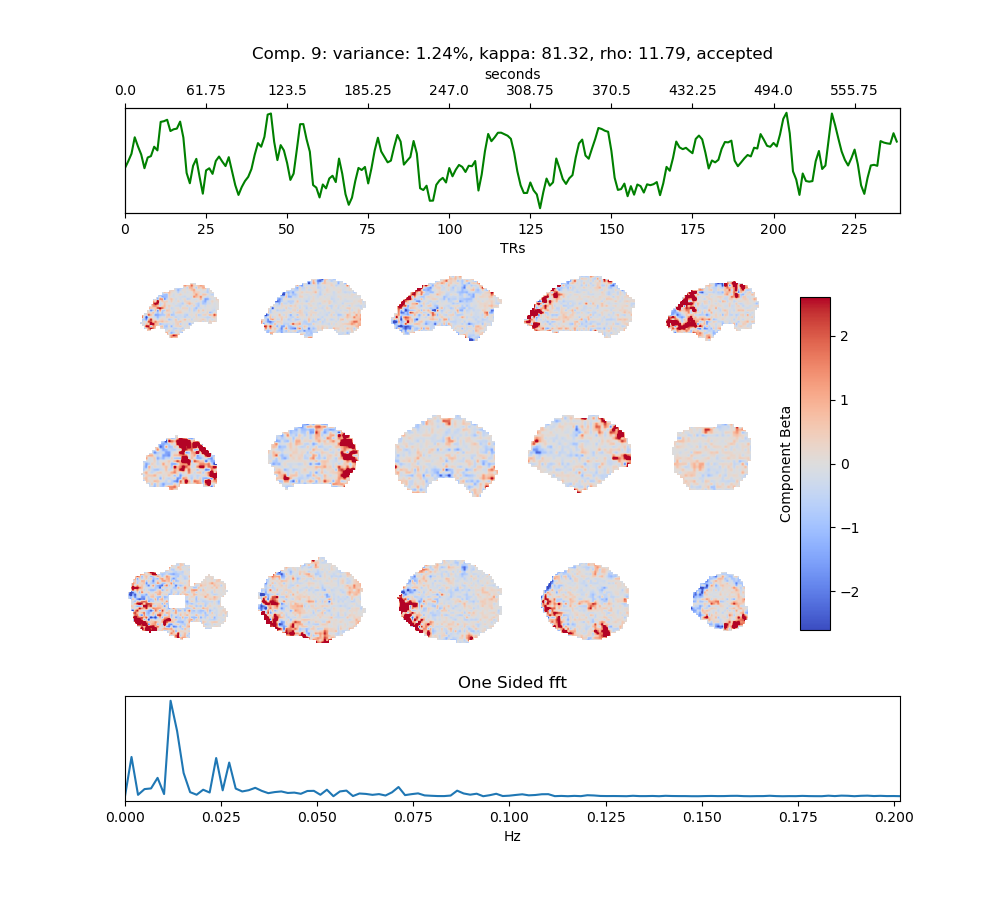 Comp. 9: variance: 1.24%, kappa: 81.32, rho: 11.79, accepted
seconds
0.0 61.75 123.5 185.25 247.0 308.75 370.5 432.25 494.0 555.75
0 25 50 75 100 125 150 175 200 225
TRs
2
1
0
−1
−2
Component Beta
One Sided fft
0.000 0.025 0.050 0.075 0.100 0.125 0.150 0.175 0.200
Hz